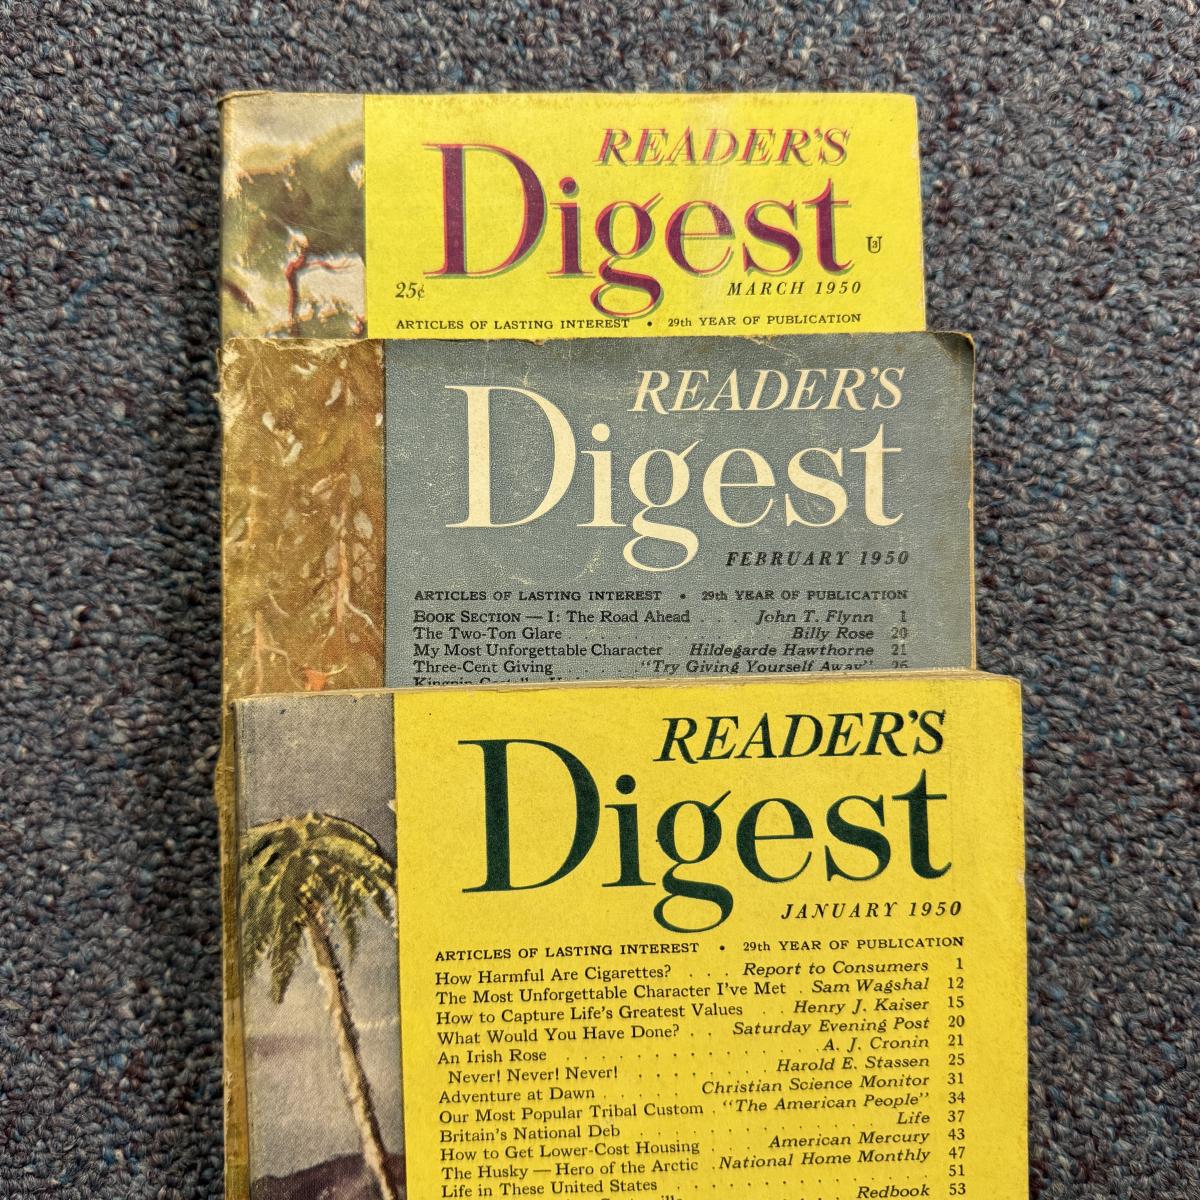 READER'S
Digest
U3
25¢
MARCH 1950
ARTICLES OF LASTING INTEREST • 29th YEAR OF PUBLICATION
READER'S
Digest
FEBRUARY 1950
ARTICLES OF LASTING INTEREST • 29th YEAR OF PUBLICATION
Book Section — I: The Road Ahead . . . John T. Flynn 1
The Two-Ton Glare . . . . . . . . . . Billy Rose 20
My Most Unforgettable Character Hildegarde Hawthorne 21
Three-Cent Giving . . . . . "Try Giving Yourself Away" 26
READER'S
Digest
JANUARY 1950
ARTICLES OF LASTING INTEREST • 29th YEAR OF PUBLICATION
How Harmful Are Cigarettes? . . . Report to Consumers 1
The Most Unforgettable Character I've Met . Sam Wagshal 12
How to Capture Life's Greatest Values . . Henry J. Kaiser 15
What Would You Have Done? . . Saturday Evening Post 20
An Irish Rose . . . . . . . . . . . . . . A. J. Cronin 21
Never! Never! Never! . . . . . . . . Harold E. Stassen 25
Adventure at Dawn . . . . . Christian Science Monitor 31
Our Most Popular Tribal Custom . "The American People" 34
Britain's National Deb . . . . . . . . . . . . . Life 37
How to Get Lower-Cost Housing . . . . American Mercury 43
The Husky — Hero of the Arctic . National Home Monthly 47
Life in These United States . . . . . . . . . . . . . 51
Redbook 53